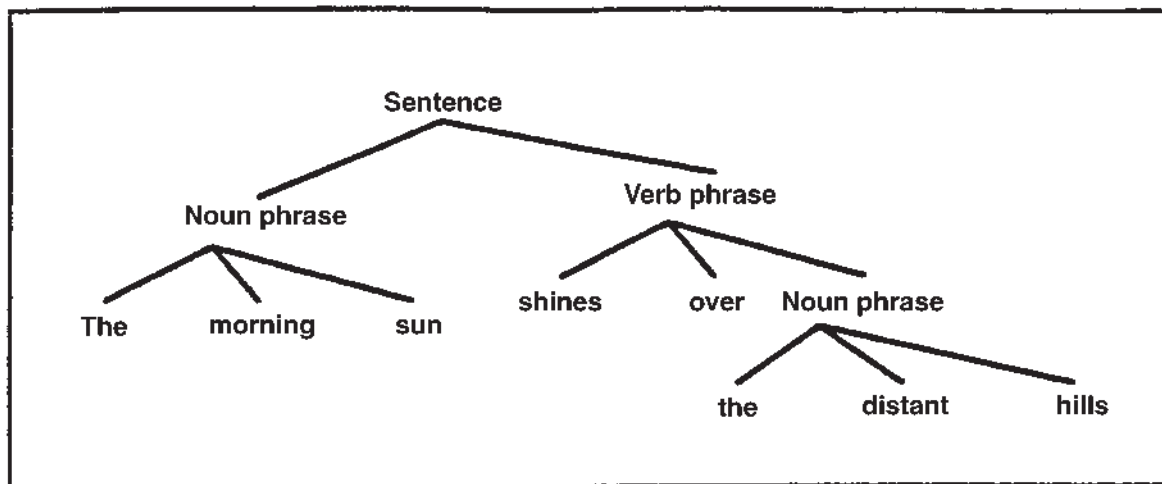 Sentence
Verb phrase
Noun phrase
shines over Noun phrase
The morning sun
the distant hills